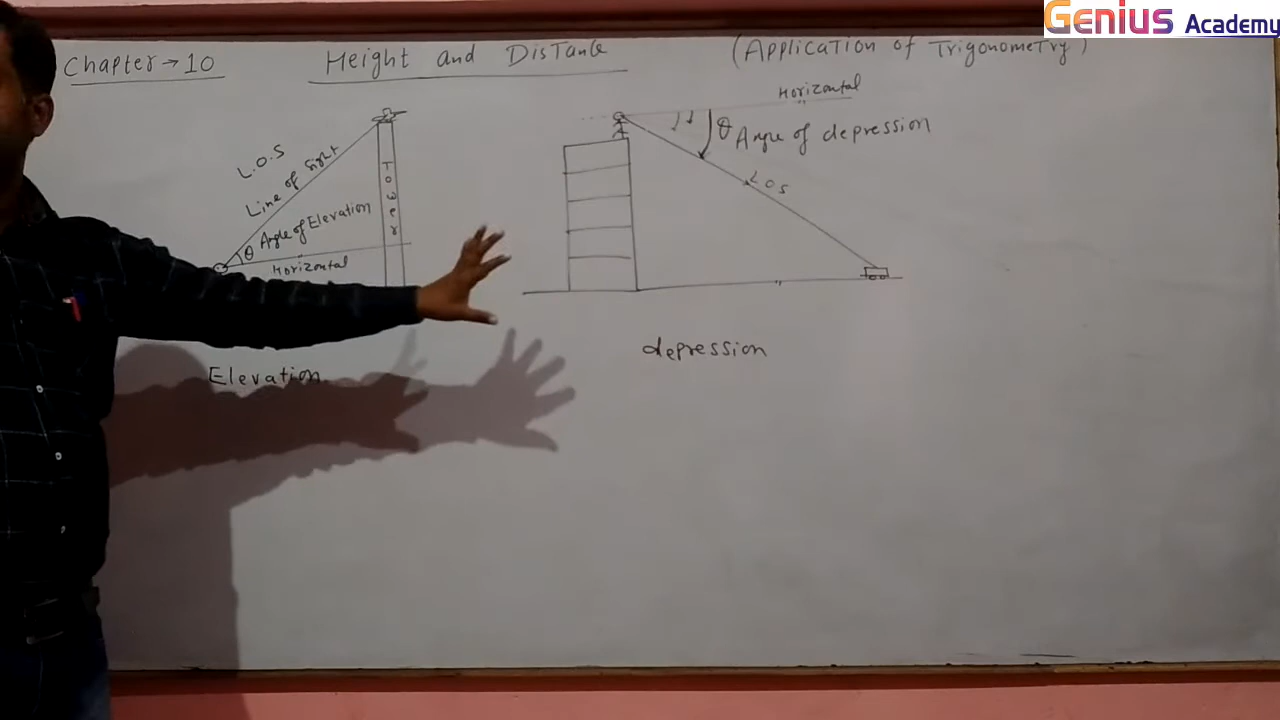 Genius Academy
Chapter → 10
Height and Distance
(Application of Trigonometry)
L.O.S
Line of Sight
θ Angle of Elevation
Horizontal
Tower
Elevation
Horizontal
θ Angle of depression
LOS
depression